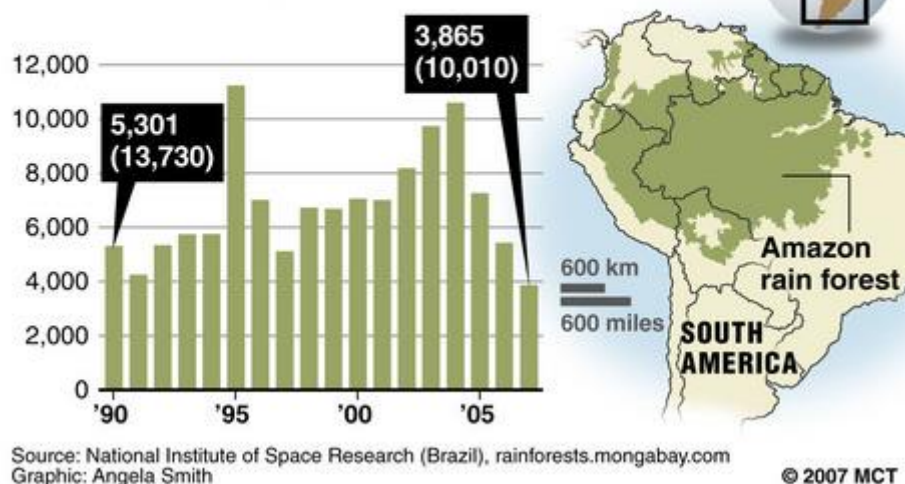 12,000
10,000
8,000
6,000
4,000
2,000
0
5,301
(13,730)
3,865
(10,010)
'90
'95
'00
'05
600 km
600 miles
Amazon
rain forest
SOUTH
AMERICA
Source: National Institute of Space Research (Brazil), rainforests.mongabay.com
Graphic: Angela Smith
© 2007 MCT